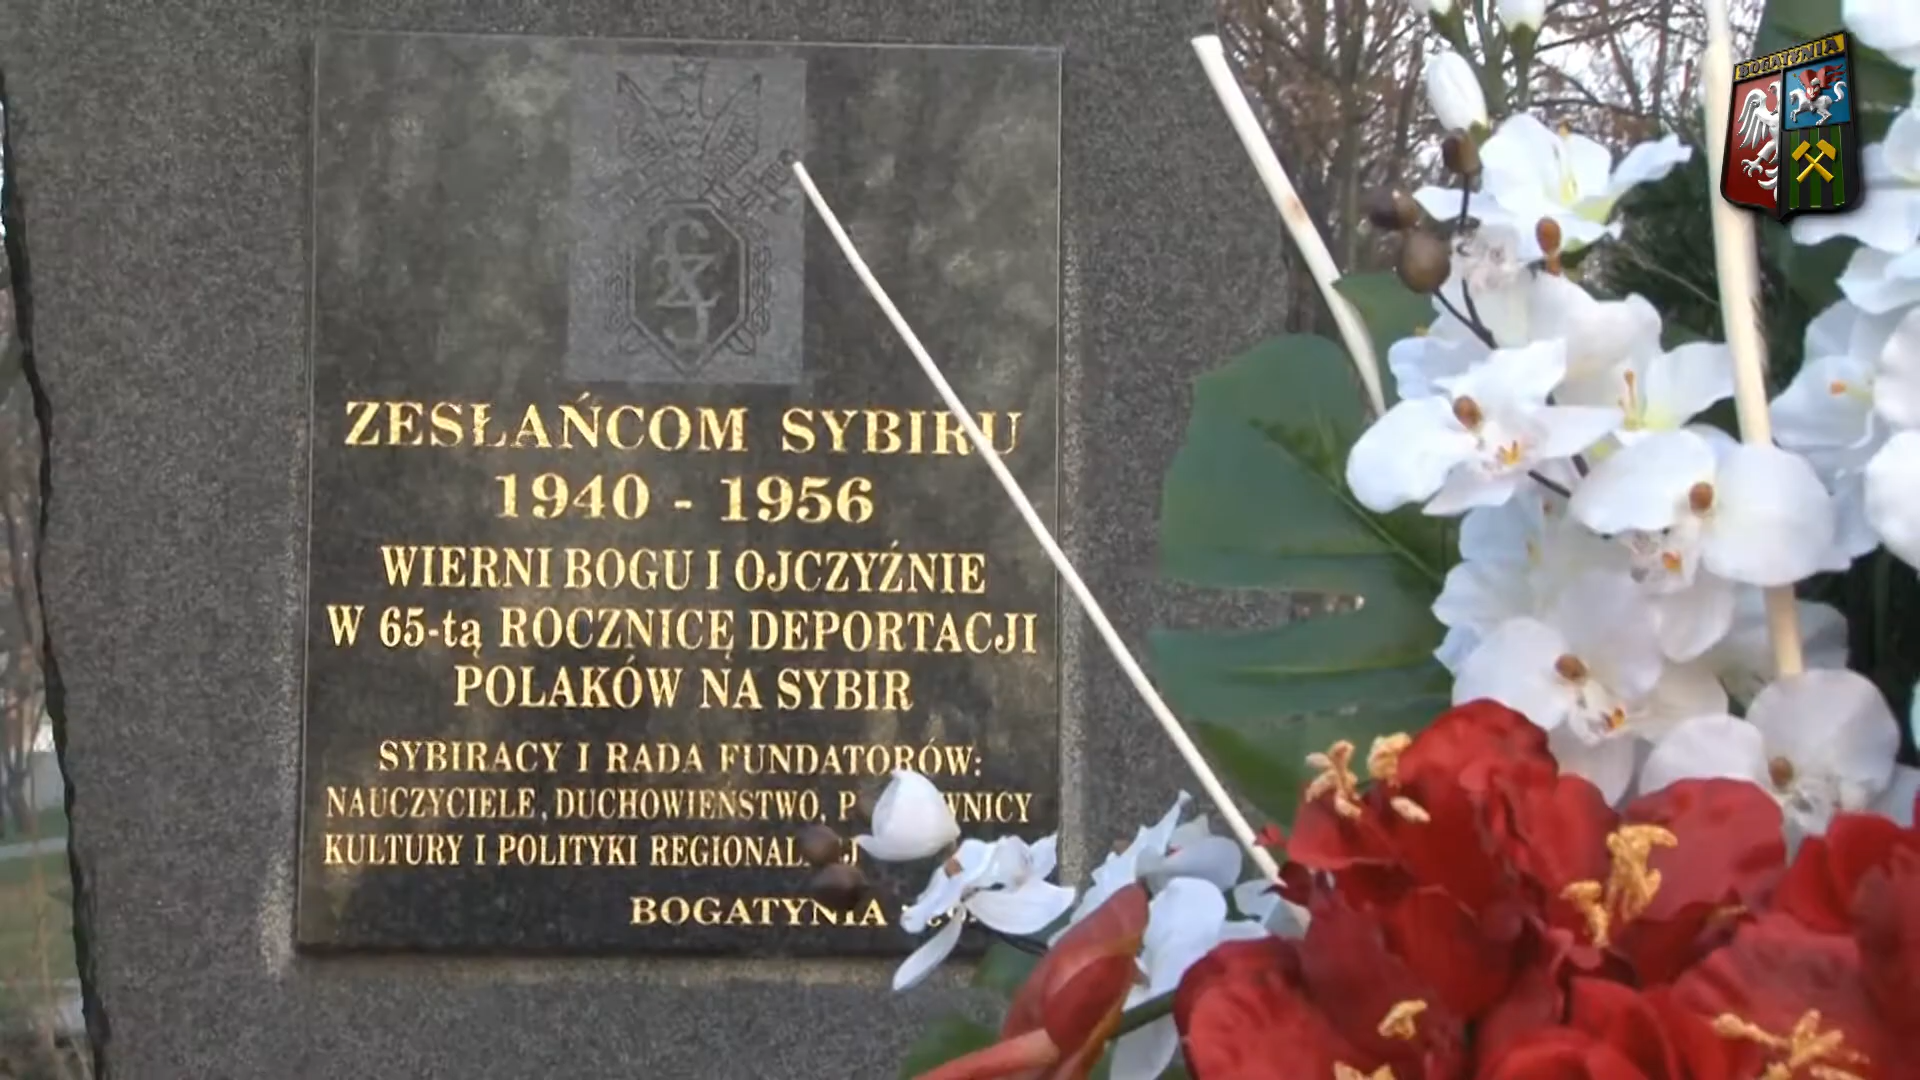 BOGATYNIA
ZESŁAŃCOM SYBIRU
1940 - 1956
WIERNI BOGU I OJCZYŹNIE
W 65-tą ROCZNICĘ DEPORTACJI
POLAKÓW NA SYBIR
SYBIRACY I RADA FUNDATORÓW:
NAUCZYCIELE, DUCHOWIEŃSTWO,
KULTURY I POLITYKI
BOGATYNIA